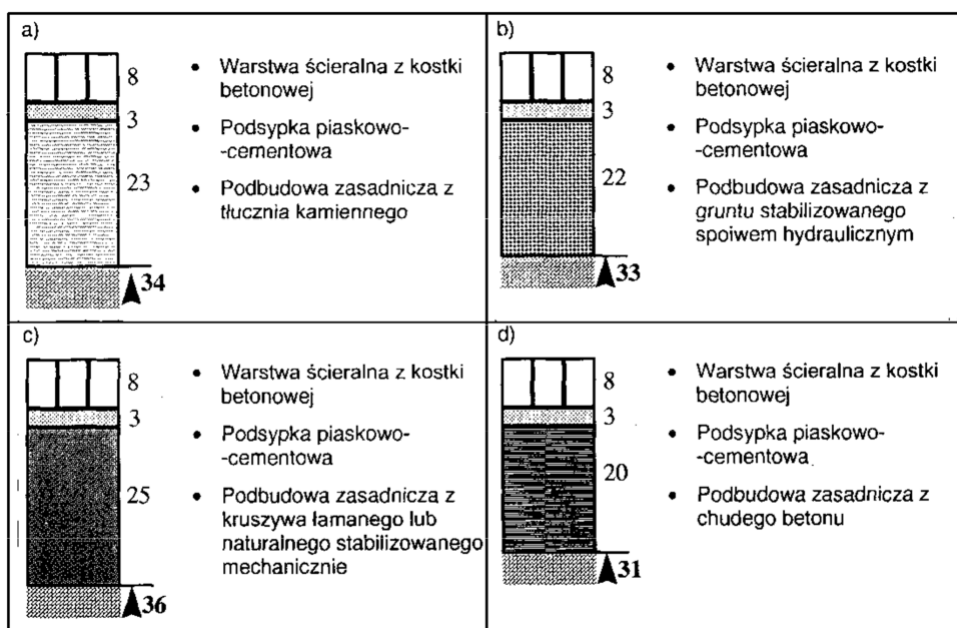 a)
8
3
23
34
• Warstwa ścieralna z kostki
betonowej
• Podsypka piaskowo-
-cementowa
• Podbudowa zasadnicza z
tłucznia kamiennego
b)
8
3
22
33
• Warstwa ścieralna z kostki
betonowej
• Podsypka piaskowo-
-cementowa
• Podbudowa zasadnicza z
gruntu stabilizowanego
spoiwem hydraulicznym
c)
8
3
25
36
• Warstwa ścieralna z kostki
betonowej
• Podsypka piaskowo-
-cementowa
• Podbudowa zasadnicza z
kruszywa łamanego lub
naturalnego stabilizowanego
mechanicznie
d)
8
3
20
31
• Warstwa ścieralna z kostki
betonowej
• Podsypka piaskowo-
-cementowa
• Podbudowa zasadnicza z
chudego betonu